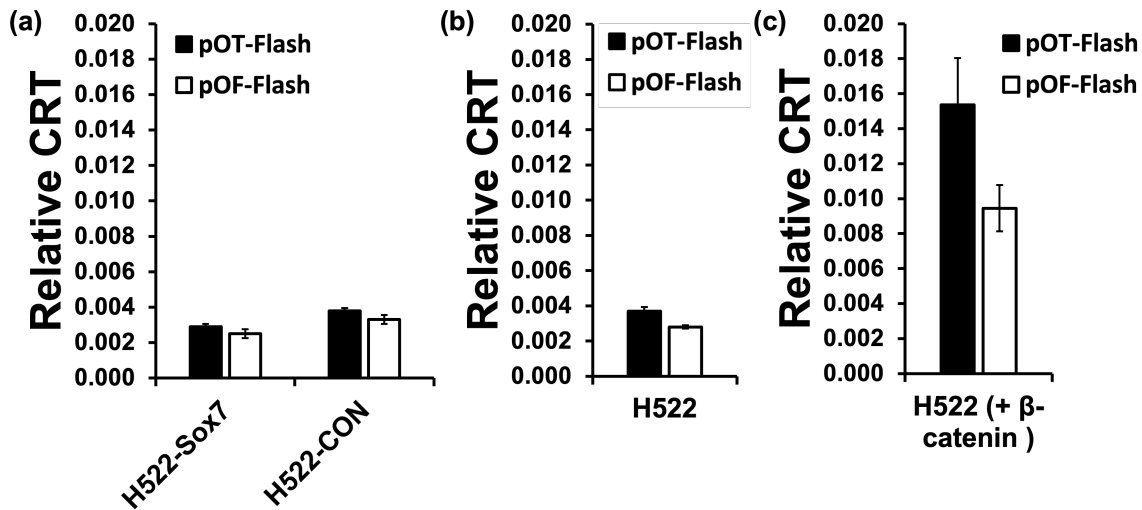 (a)
Relative CRT
0.020
0.018
0.016
0.014
0.012
0.010
0.008
0.006
0.004
0.002
0.000
pOT-Flash
pOF-Flash
H522-Sox7
H522-CON
(b)
Relative CRT
0.020
0.018
0.016
0.014
0.012
0.010
0.008
0.006
0.004
0.002
0.000
pOT-Flash
pOF-Flash
H522
(c)
Relative CRT
0.020
0.018
0.016
0.014
0.012
0.010
0.008
0.006
0.004
0.002
0.000
pOT-Flash
pOF-Flash
H522 (+ β-
catenin )